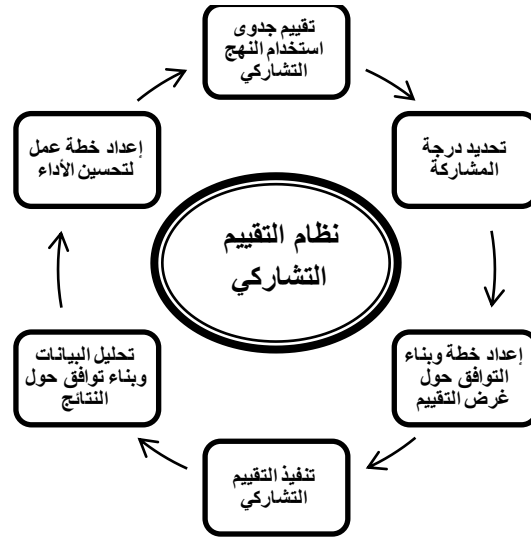 تقييم جدوى
استخدام النهج
التشاركي
تحديد درجة
المشاركة
إعداد خطة وبناء
التوافق حول
غرض التقييم
تنفيذ التقييم
التشاركي
تحليل البيانات
وبناء توافق حول
النتائج
إعداد خطة عمل
لتحسين الأداء
نظام التقييم
التشاركي